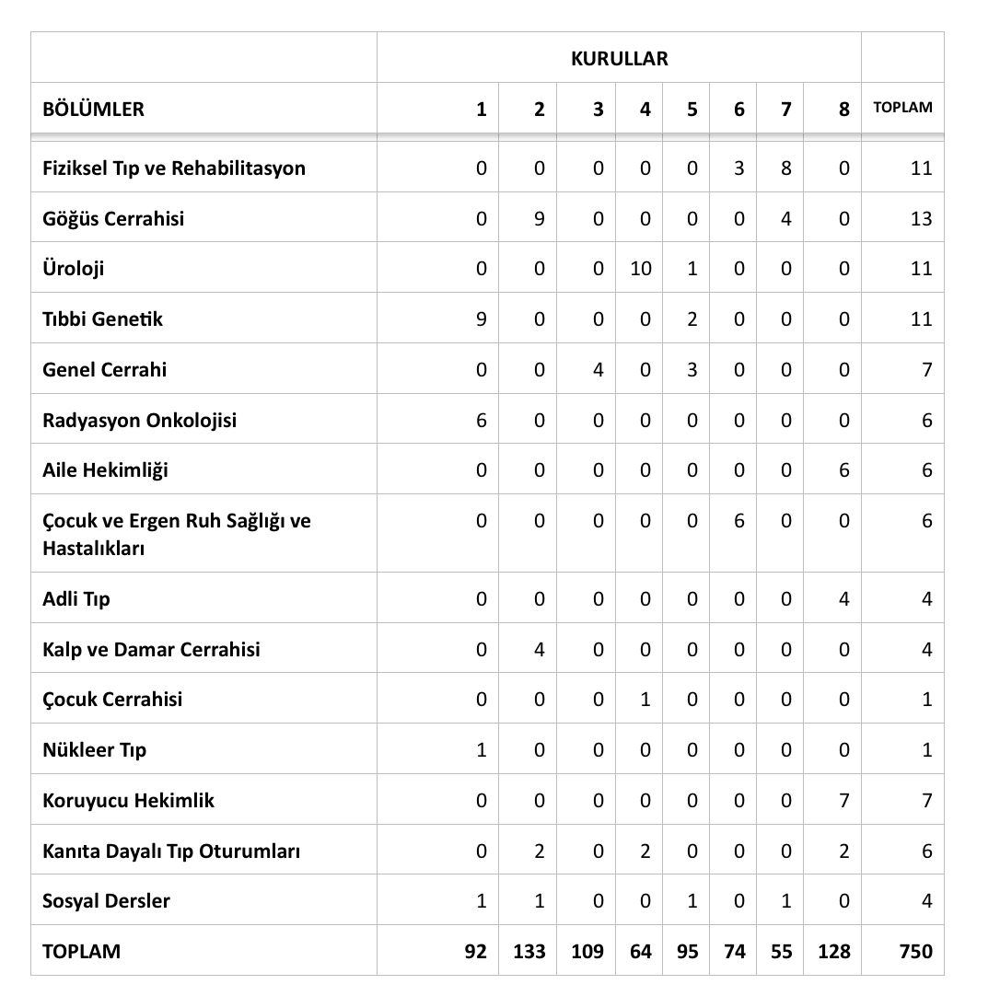 KURULLAR
BÖLÜMLER 1 2 3 4 5 6 7 8 TOPLAM
Fiziksel Tıp ve Rehabilitasyon 0 0 0 0 0 3 8 0 11
Göğüs Cerrahisi 0 9 0 0 0 0 4 0 13
Üroloji 0 0 0 10 1 0 0 0 11
Tıbbi Genetik 9 0 0 0 2 0 0 0 11
Genel Cerrahi 0 0 4 0 3 0 0 0 7
Radyasyon Onkolojisi 6 0 0 0 0 0 0 0 6
Aile Hekimliği 0 0 0 0 0 0 0 6 6
Çocuk ve Ergen Ruh Sağlığı ve 0 0 0 0 0 6 0 0 6
Hastalıkları
Adli Tıp 0 0 0 0 0 0 0 4 4
Kalp ve Damar Cerrahisi 0 4 0 0 0 0 0 0 4
Çocuk Cerrahisi 0 0 0 1 0 0 0 0 1
Nükleer Tıp 1 0 0 0 0 0 0 0 1
Koruyucu Hekimlik 0 0 0 0 0 0 0 7 7
Kanıta Dayalı Tıp Oturumları 0 2 0 2 0 0 0 2 6
Sosyal Dersler 1 1 0 0 1 0 1 0 4
TOPLAM 92 133 109 64 95 74 55 128 750